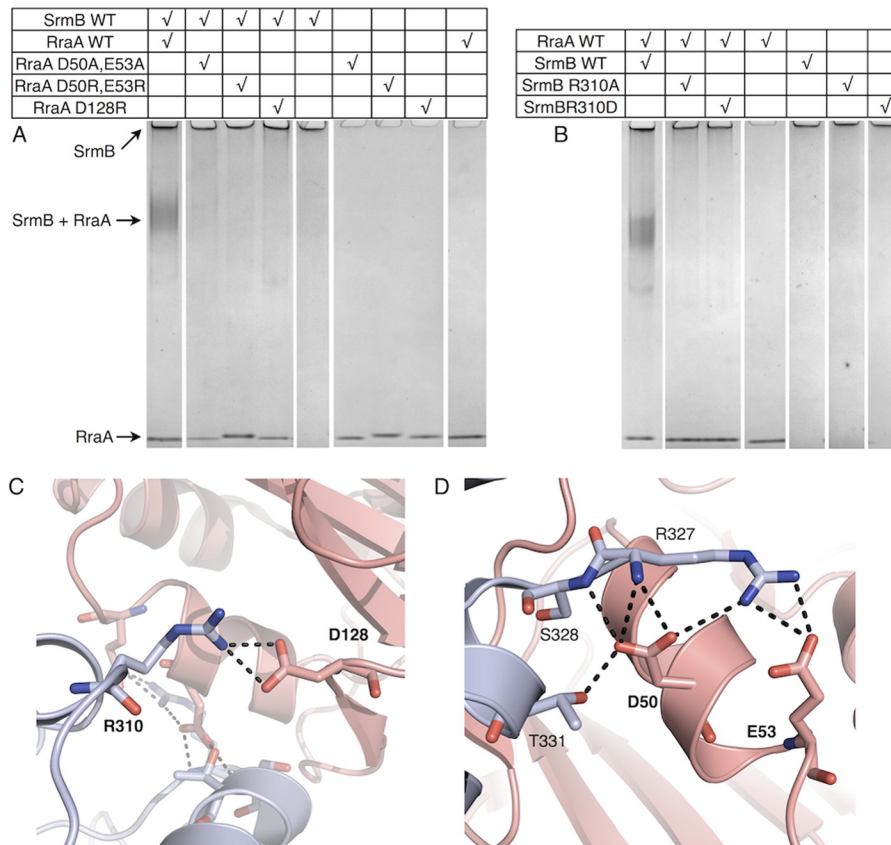 SrmB WT √ √ √ √ √
RraA WT √ √
RraA D50A,E53A √ √
RraA D50R,E53R √ √
RraA D128R √ √
A
SrmB
SrmB + RraA
RraA
RraA WT √ √ √ √
SrmB WT √ √
SrmB R310A √ √
SrmBR310D √ √
B
C
D128
R310
D
R327
S328
D50
E53
T331